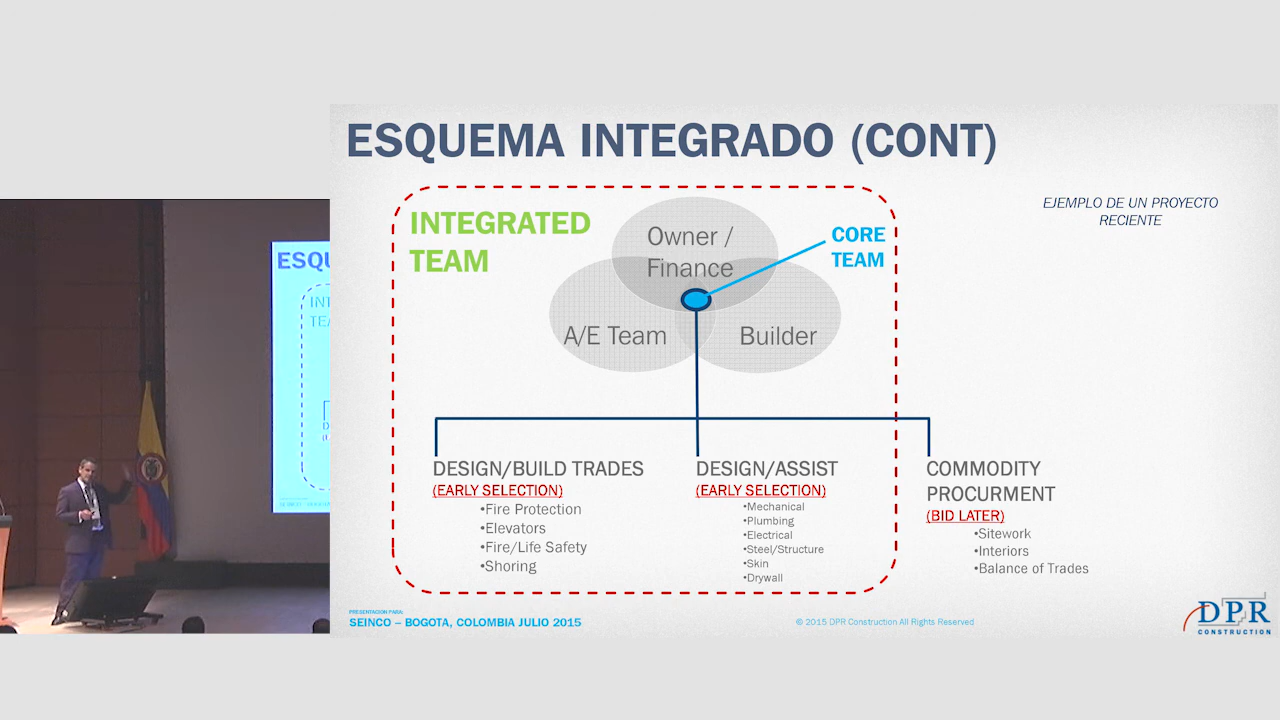 ESQUEMA INTEGRADO (CONT)
EJEMPLO DE UN PROYECTO
RECIENTE
INTEGRATED
TEAM
Owner /
Finance
CORE
TEAM
A/E Team
Builder
DESIGN/BUILD TRADES
(EARLY SELECTION)
•Fire Protection
•Elevators
•Fire/Life Safety
•Shoring
DESIGN/ASSIST
(EARLY SELECTION)
•Mechanical
•Plumbing
•Electrical
•Steel/Structure
•Skin
•Drywall
COMMODITY
PROCURMENT
(BID LATER)
•Sitework
•Interiors
•Balance of Trades
PRESENTACION PARA:
SEINCO – BOGOTA, COLOMBIA JULIO 2015
© 2015 DPR Construction All Rights Reserved
DPR
CONSTRUCTION
ESQU
INT
TEA